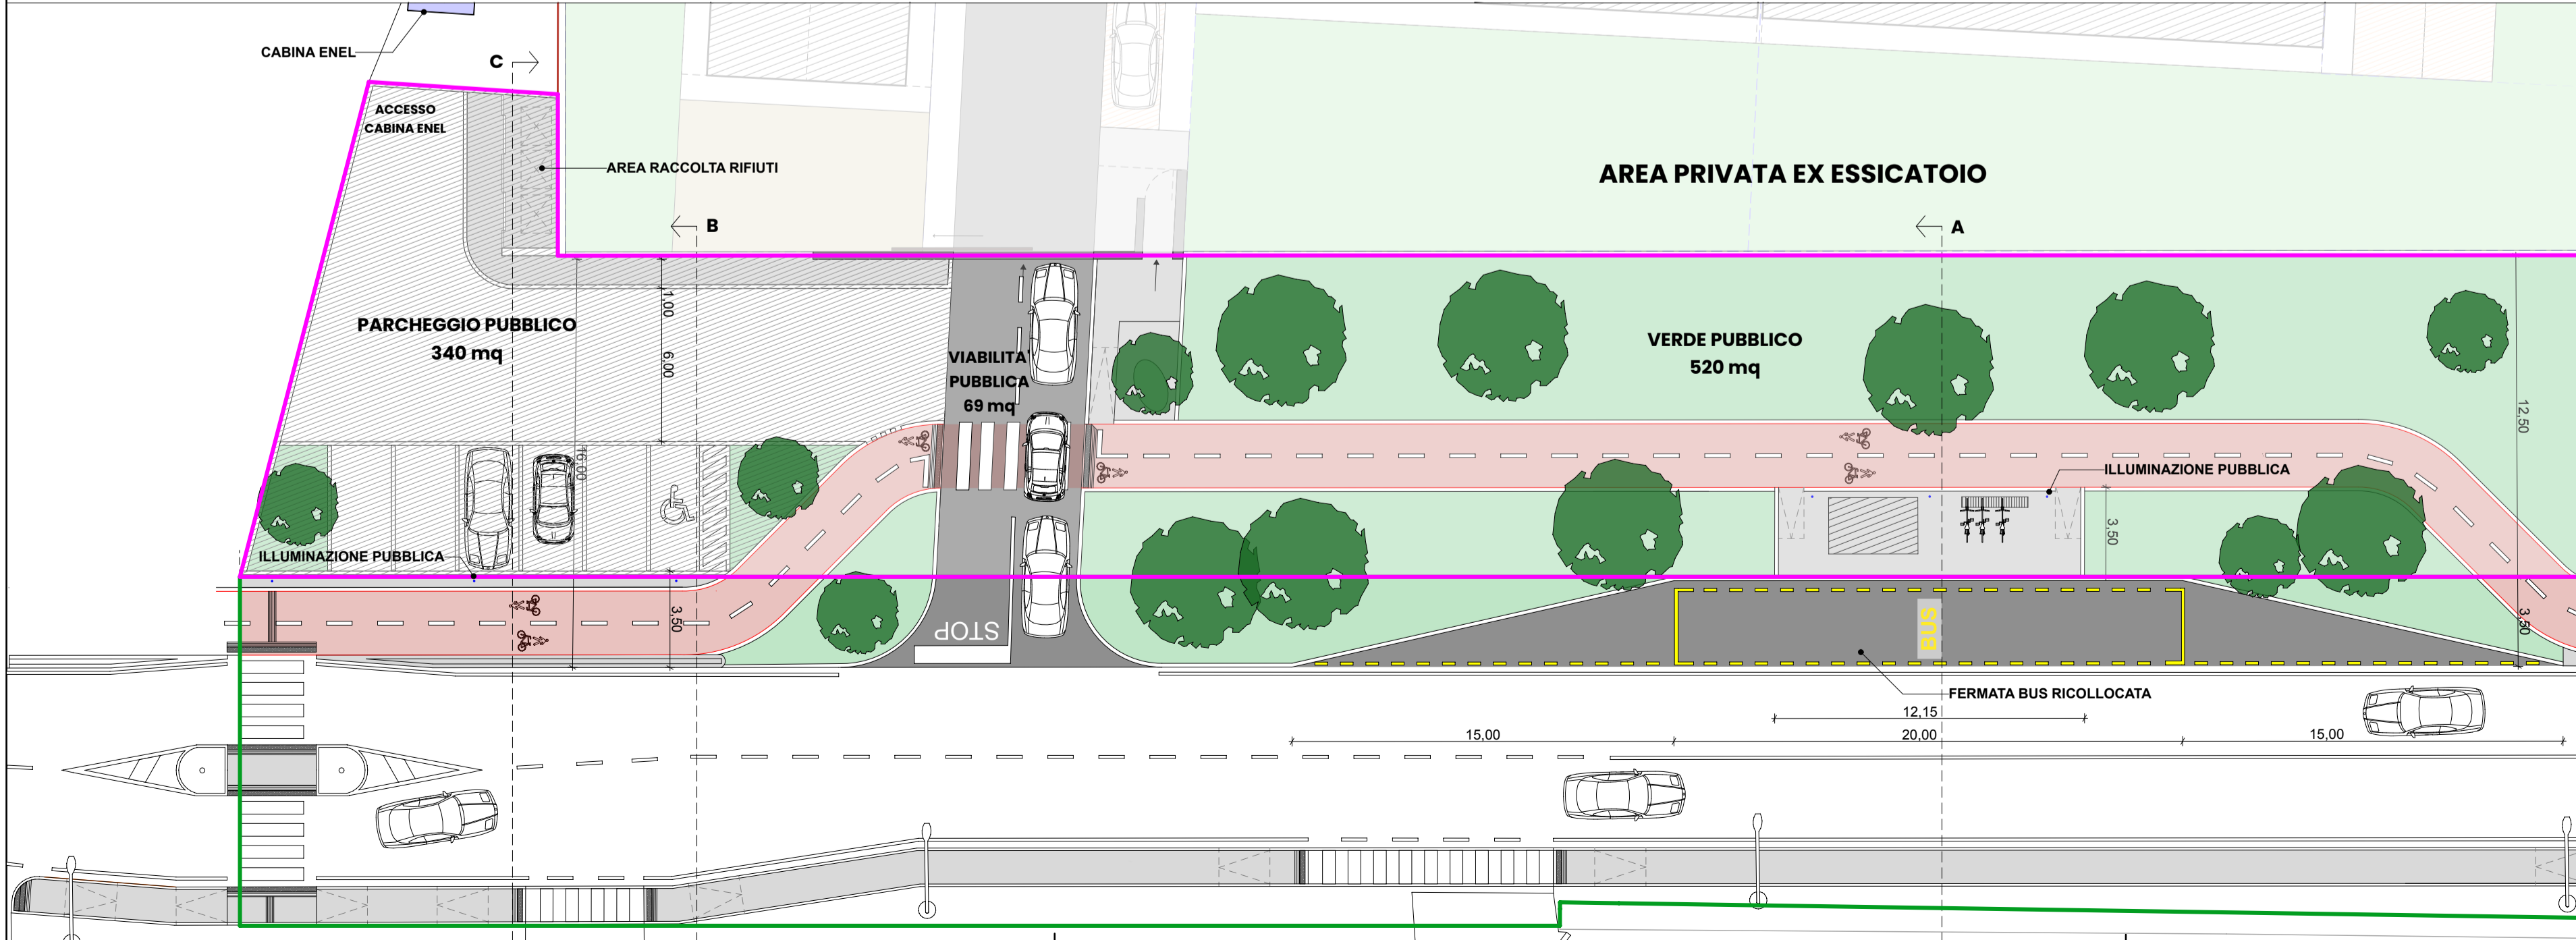 CABINA ENEL
C
ACCESSO
CABINA ENEL
AREA RACCOLTA RIFIUTI
AREA PRIVATA EX ESSICATOIO
B
A
1,00
PARCHEGGIO PUBBLICO
340 mq
6,00
VIABILITA'
PUBBLICA
69 mq
VERDE PUBBLICO
520 mq
12,50
16,00
ILLUMINAZIONE PUBBLICA
3,50
ILLUMINAZIONE PUBBLICA
3,50
STOP
BUS
3,50
FERMATA BUS RICOLLOCATA
12,15
15,00
20,00
15,00